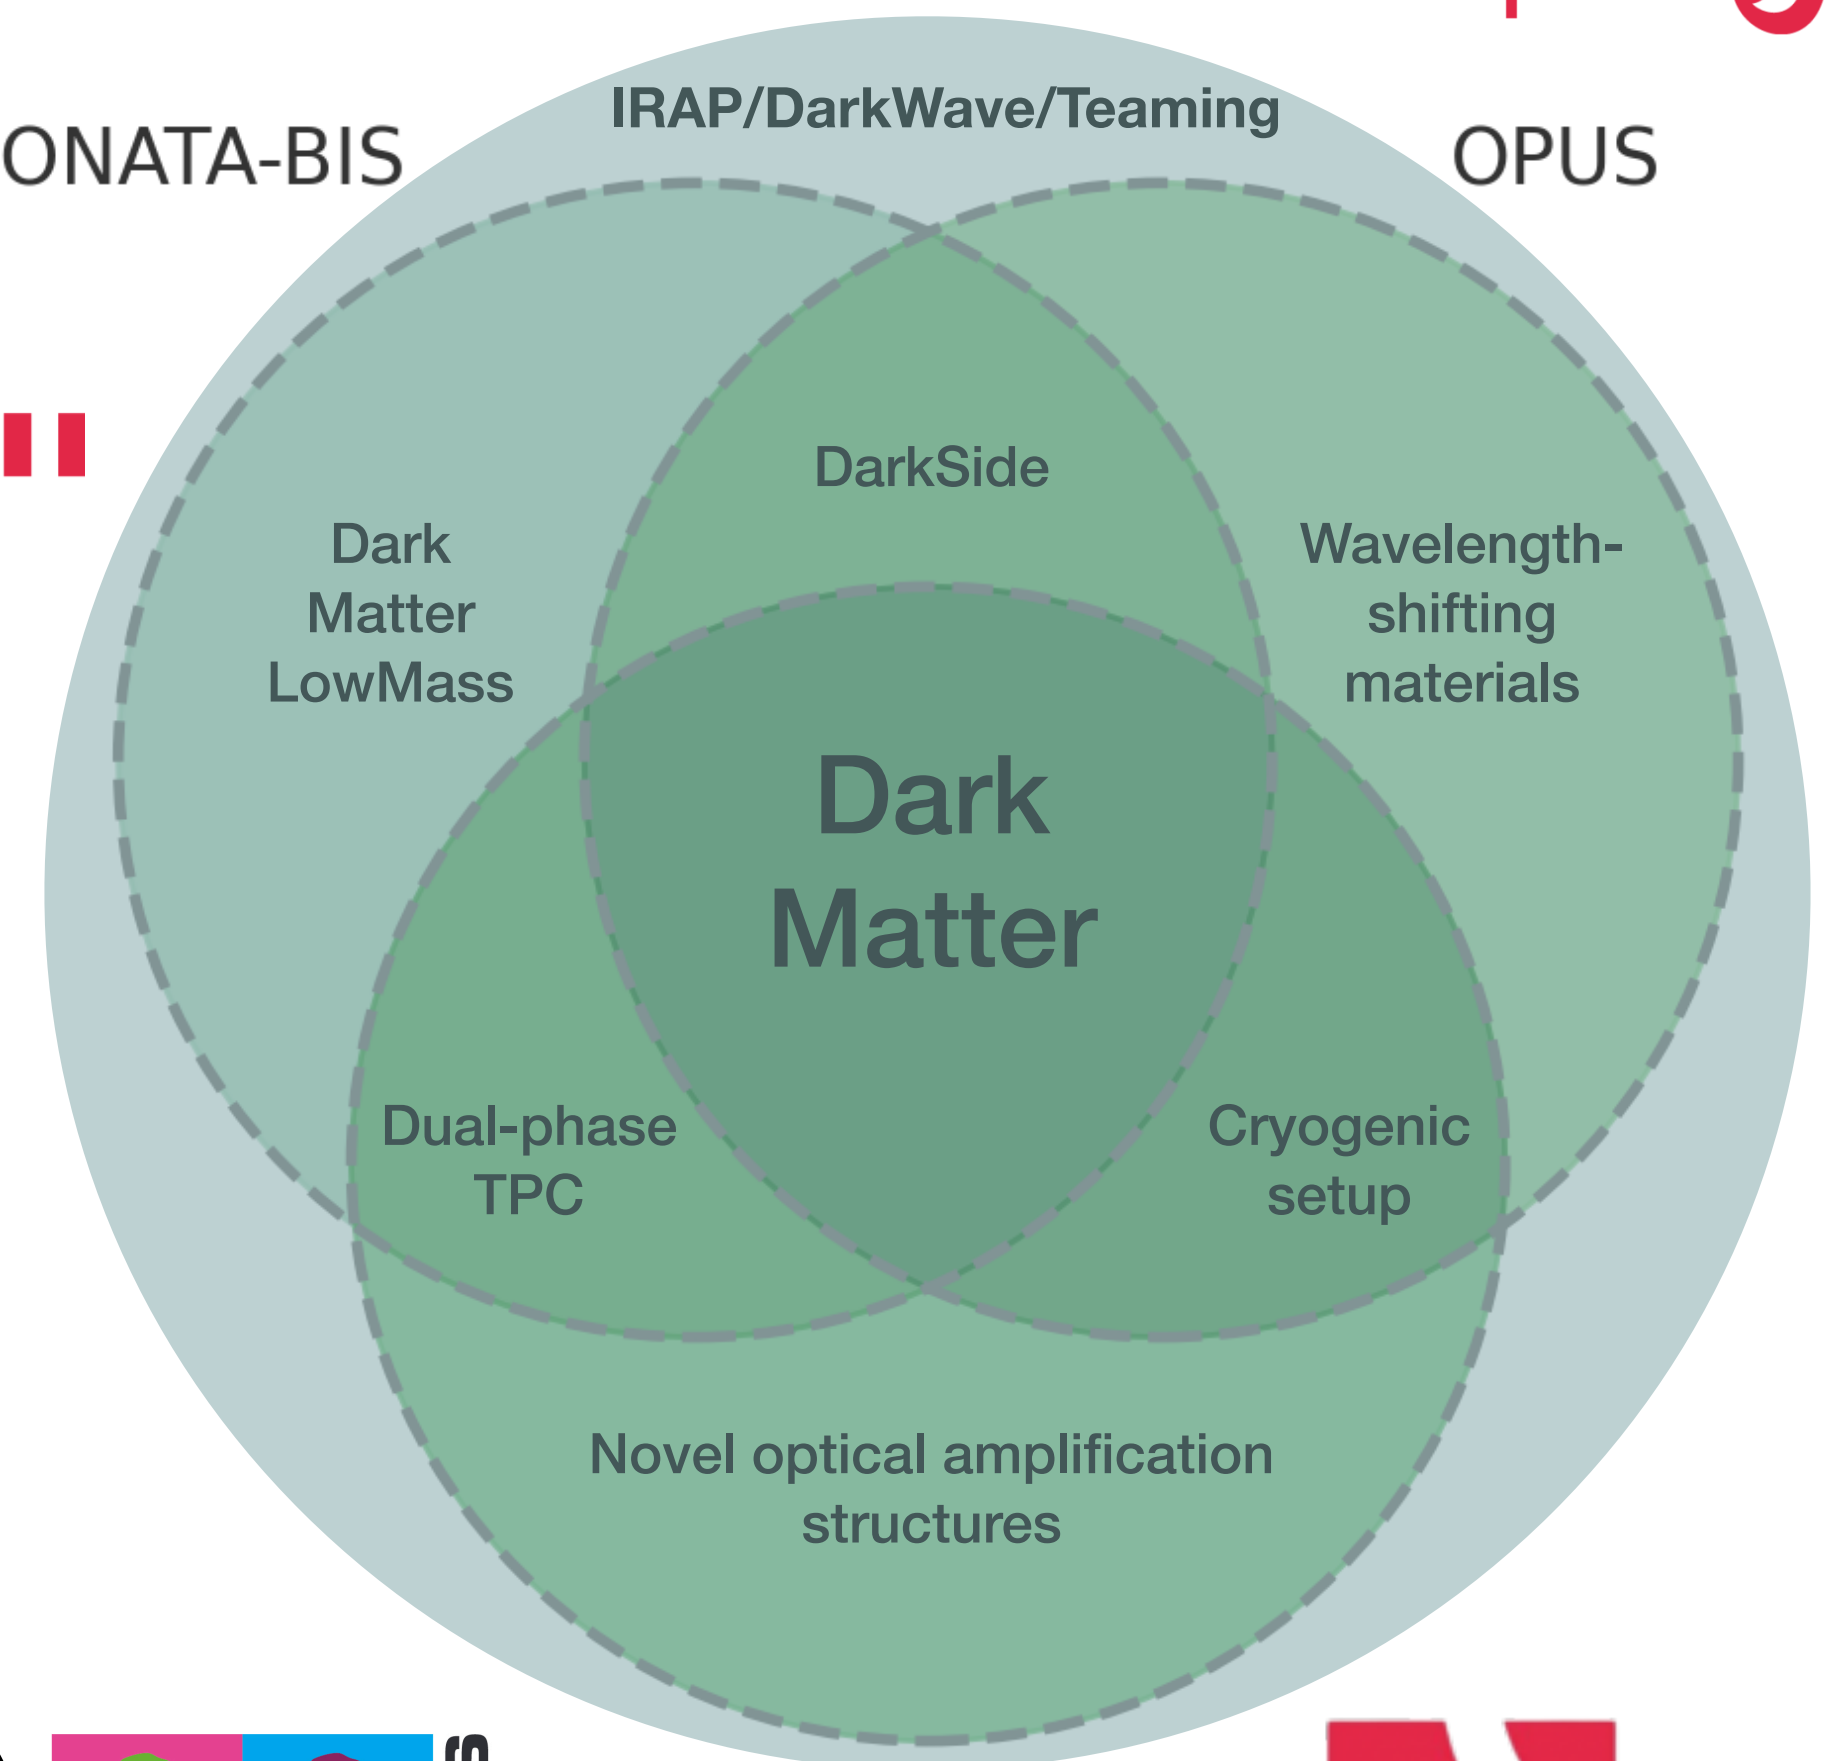 IRAP/DarkWave/Teaming
ONATA-BIS
OPUS
DarkSide
Dark
Matter
LowMass
Wavelength-
shifting
materials
Dark
Matter
Dual-phase
TPC
Cryogenic
setup
Novel optical amplification
structures